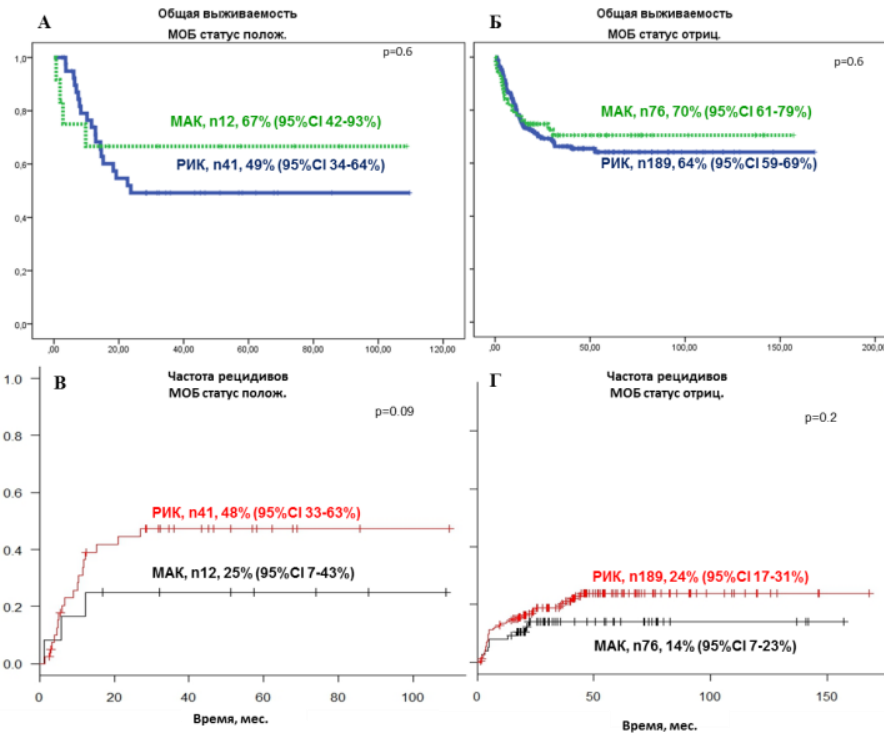 А
Общая выживаемость
МОБ статус полож.
p=0.6
МАК, n12, 67% (95%CI 42-93%)
РИК, n41, 49% (95%CI 34-64%)
1,0
0,8
0,6
0,4
0,2
0,0
,00
20,00
40,00
60,00
80,00
100,00
120,00
Б
Общая выживаемость
МОБ статус отриц.
p=0.6
МАК, n76, 70% (95%CI 61-79%)
РИК, n189, 64% (95%CI 59-69%)
,00
50,00
100,00
150,00
200,00
В
Частота рецидивов
МОБ статус полож.
p=0.09
РИК, n41, 48% (95%CI 33-63%)
МАК, n12, 25% (95%CI 7-43%)
1.0
0.8
0.6
0.4
0.2
0.0
0
20
40
60
80
100
Время, мес.
Г
Частота рецидивов
МОБ статус отриц.
p=0.2
РИК, n189, 24% (95%CI 17-31%)
МАК, n76, 14% (95%CI 7-23%)
0
50
100
150
Время, мес.